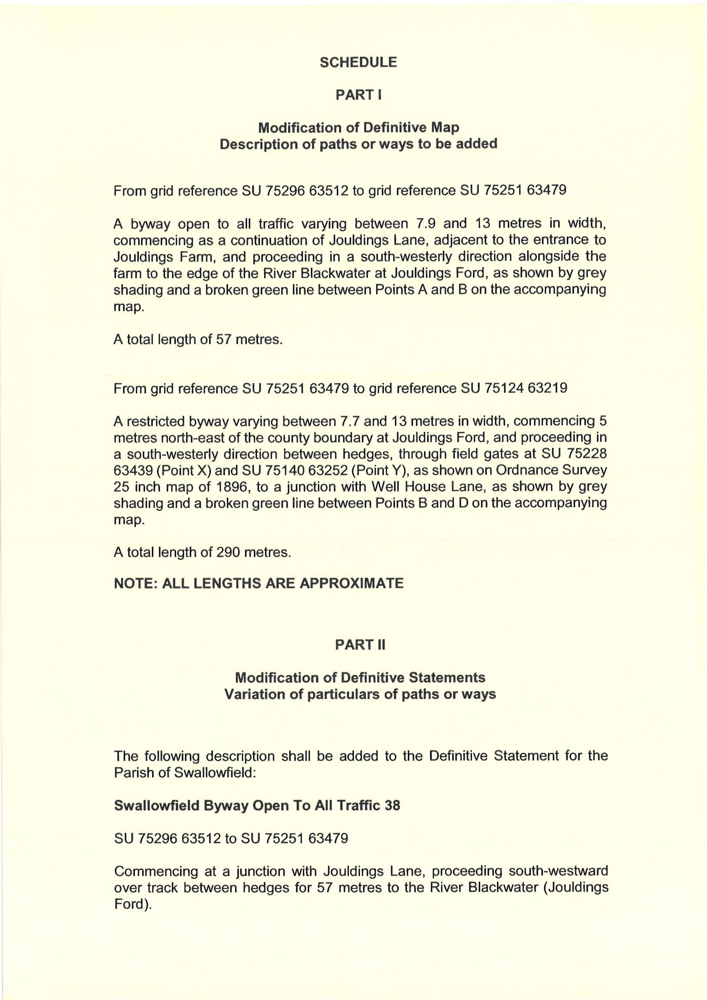 SCHEDULE
PART I
Modification of Definitive Map
Description of paths or ways to be added
From grid reference SU 75296 63512 to grid reference SU 75251 63479
A byway open to all traffic varying between 7.9 and 13 metres in width,
commencing as a continuation of Jouldings Lane, adjacent to the entrance to
Jouldings Farm, and proceeding in a south-westerly direction alongside the
farm to the edge of the River Blackwater at Jouldings Ford, as shown by grey
shading and a broken green line between Points A and B on the accompanying
map.
A total length of 57 metres.
From grid reference SU 75251 63479 to grid reference SU 75124 63219
A restricted byway varying between 7.7 and 13 metres in width, commencing 5
metres north-east of the county boundary at Jouldings Ford, and proceeding in
a south-westerly direction between hedges, through field gates at SU 75228
63439 (Point X) and SU 75140 63252 (Point Y), as shown on Ordnance Survey
25 inch map of 1896, to a junction with Well House Lane, as shown by grey
shading and a broken green line between Points B and D on the accompanying
map.
A total length of 290 metres.
NOTE: ALL LENGTHS ARE APPROXIMATE
PART II
Modification of Definitive Statements
Variation of particulars of paths or ways
The following description shall be added to the Definitive Statement for the
Parish of Swallowfield:
Swallowfield Byway Open To All Traffic 38
SU 75296 63512 to SU 75251 63479
Commencing at a junction with Jouldings Lane, proceeding south-westward
over track between hedges for 57 metres to the River Blackwater (Jouldings
Ford).